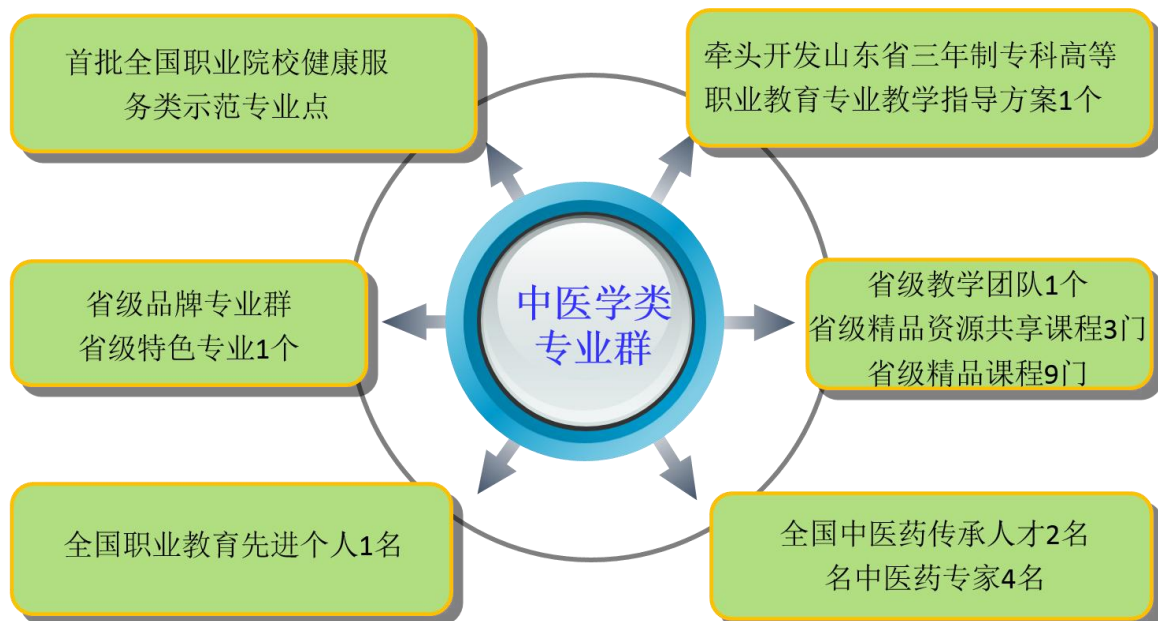 首批全国职业院校健康服
务类示范专业点
牵头开发山东省三年制专科高等
职业教育专业教学指导方案1个
省级品牌专业群
省级特色专业1个
中医学类
专业群
省级教学团队1个
省级精品资源共享课程3门
省级精品课程9门
全国职业教育先进个人1名
全国中医药传承人才2名
名中医药专家4名